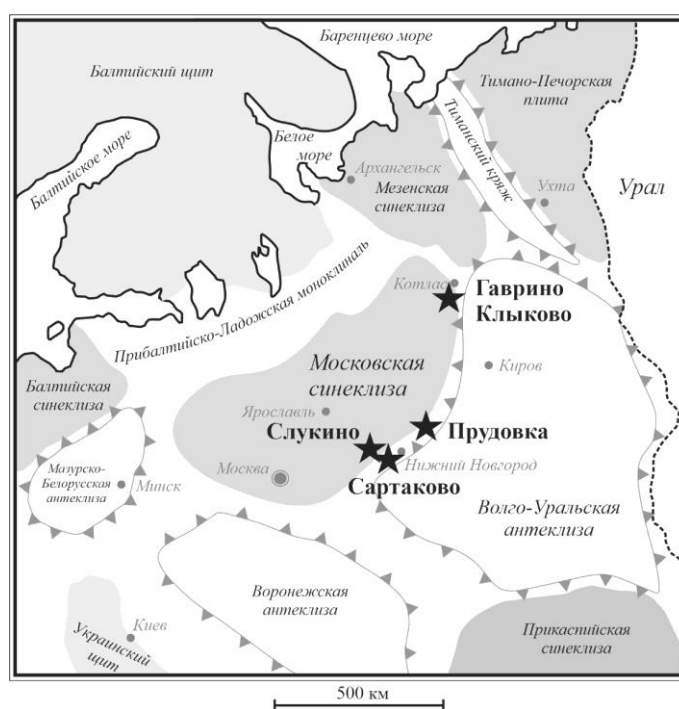 Баренцево море
Балтийский щит
Тимано-Печорская
плита
Тиманский кряж
Белое
море
Балтийское море
Архангельск
Мезенская
синеклиза
Ухта
Урал
Прибалтийско-Ладожская моноклиналь
Котлас
Гаврино
Клыково
Московская
синеклиза
Киров
Балтийская
синеклиза
Ярославль
Слукино
Прудовка
Мазурско-
Белорусская
антеклиза
Минск
Москва
Нижний Новгород
Сартаково
Волго-Уральская
антеклиза
Воронежская
антеклиза
Киев
Украинский
щит
Прикаспийская
синеклиза
500 км